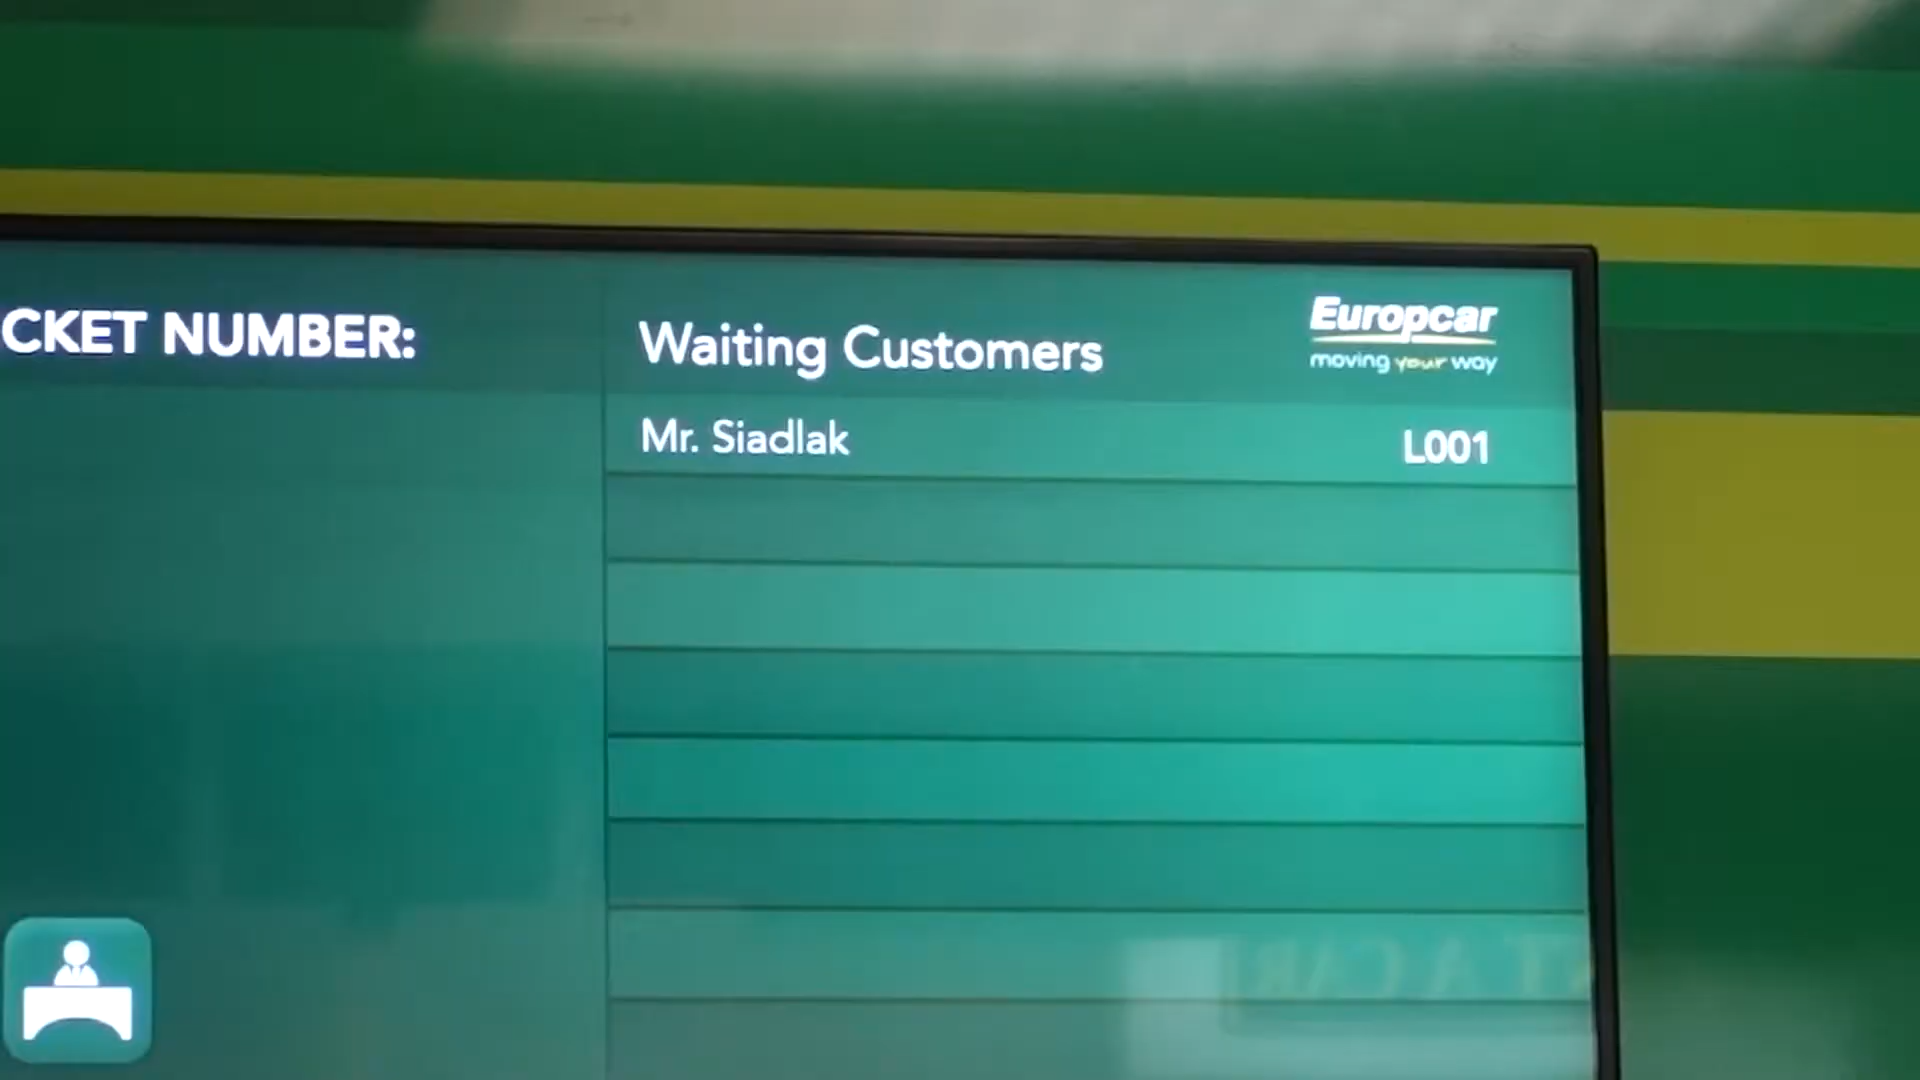 CKET NUMBER:
Waiting Customers
Europcar
moving your way
Mr. Siadlak
L001